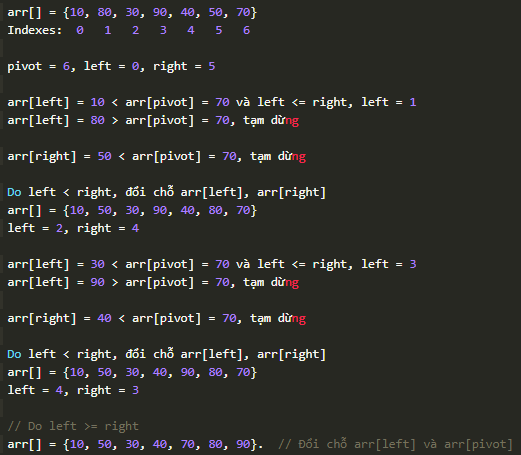 arr[] = {10, 80, 30, 90, 40, 50, 70}
Indexes:  0   1   2   3   4   5   6
pivot = 6, left = 0, right = 5
arr[left] = 10 < arr[pivot] = 70 và left <= right, left = 1
arr[left] = 80 > arr[pivot] = 70, tạm dừng
arr[right] = 50 < arr[pivot] = 70, tạm dừng
Do left < right, đổi chỗ arr[left], arr[right]
arr[] = {10, 50, 30, 90, 40, 80, 70}
left = 2, right = 4
arr[left] = 30 < arr[pivot] = 70 và left <= right, left = 3
arr[left] = 90 > arr[pivot] = 70, tạm dừng
arr[right] = 40 < arr[pivot] = 70, tạm dừng
Do left < right, đổi chỗ arr[left], arr[right]
arr[] = {10, 50, 30, 40, 90, 80, 70}
left = 4, right = 3
// Do left >= right
arr[] = {10, 50, 30, 40, 70, 80, 90}.  // Đổi chỗ arr[left] và arr[pivot]